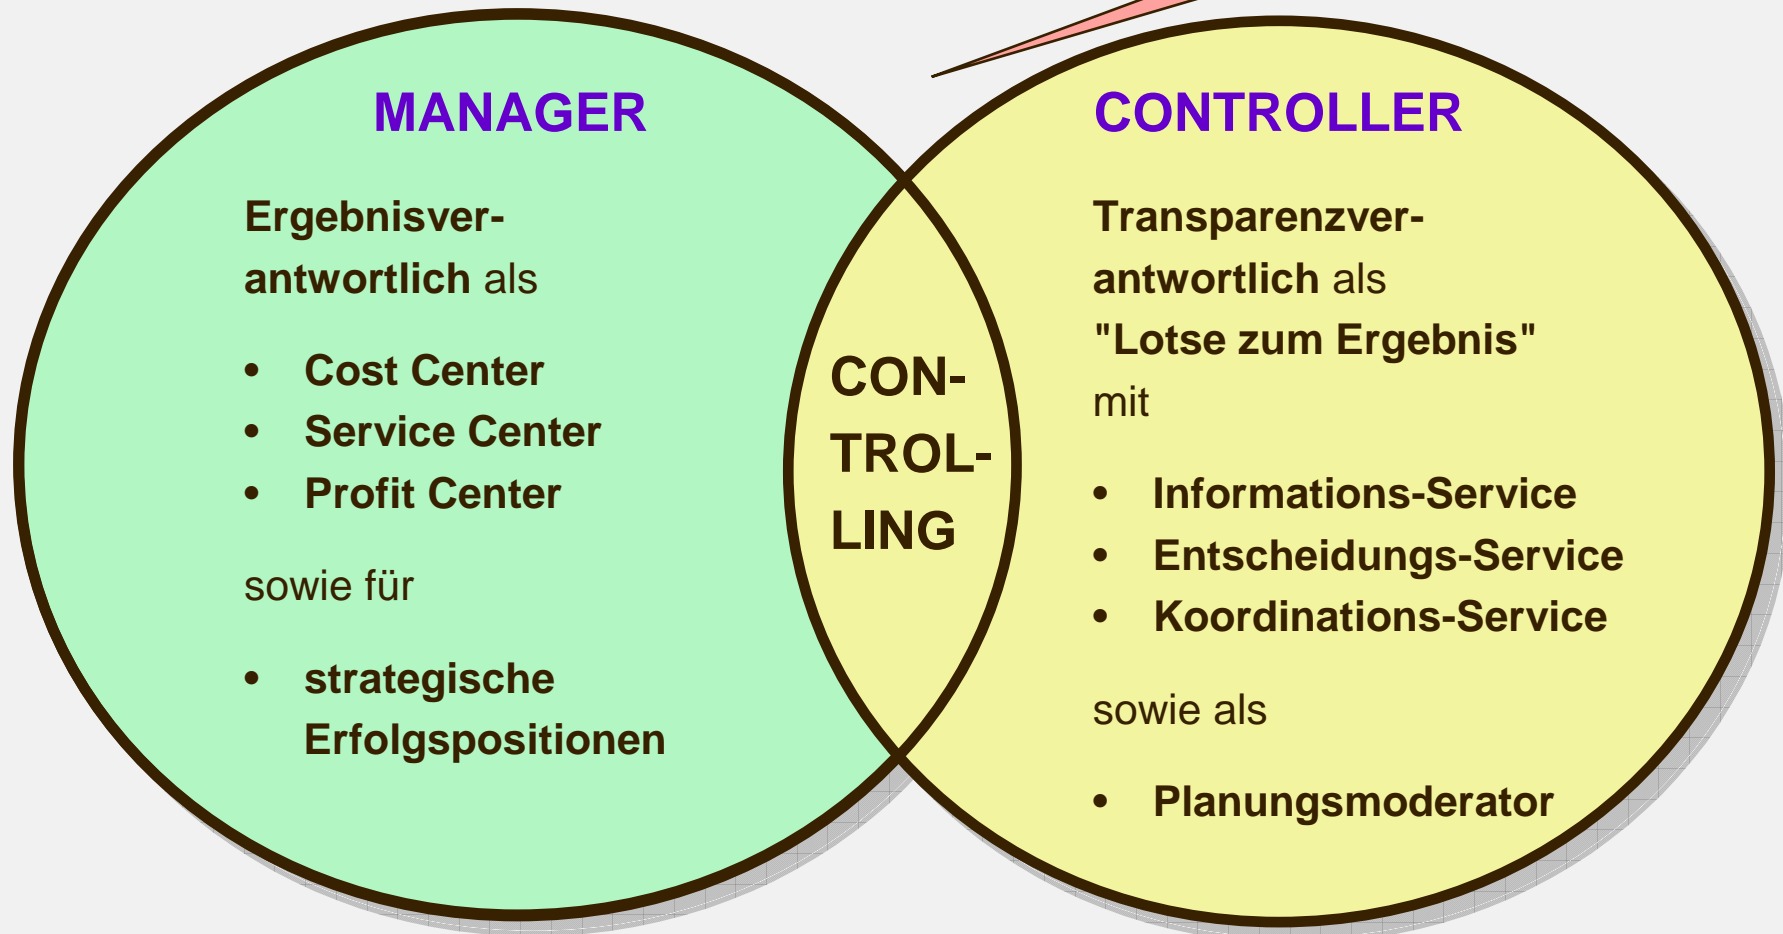 MANAGER
Ergebnisver-
antwortlich als
• Cost Center
• Service Center
• Profit Center
sowie für
• strategische
Erfolgspositionen
CON-
TROL-
LING
CONTROLLER
Transparenzver-
antwortlich als
"Lotse zum Ergebnis"
mit
• Informations-Service
• Entscheidungs-Service
• Koordinations-Service
sowie als
• Planungsmoderator